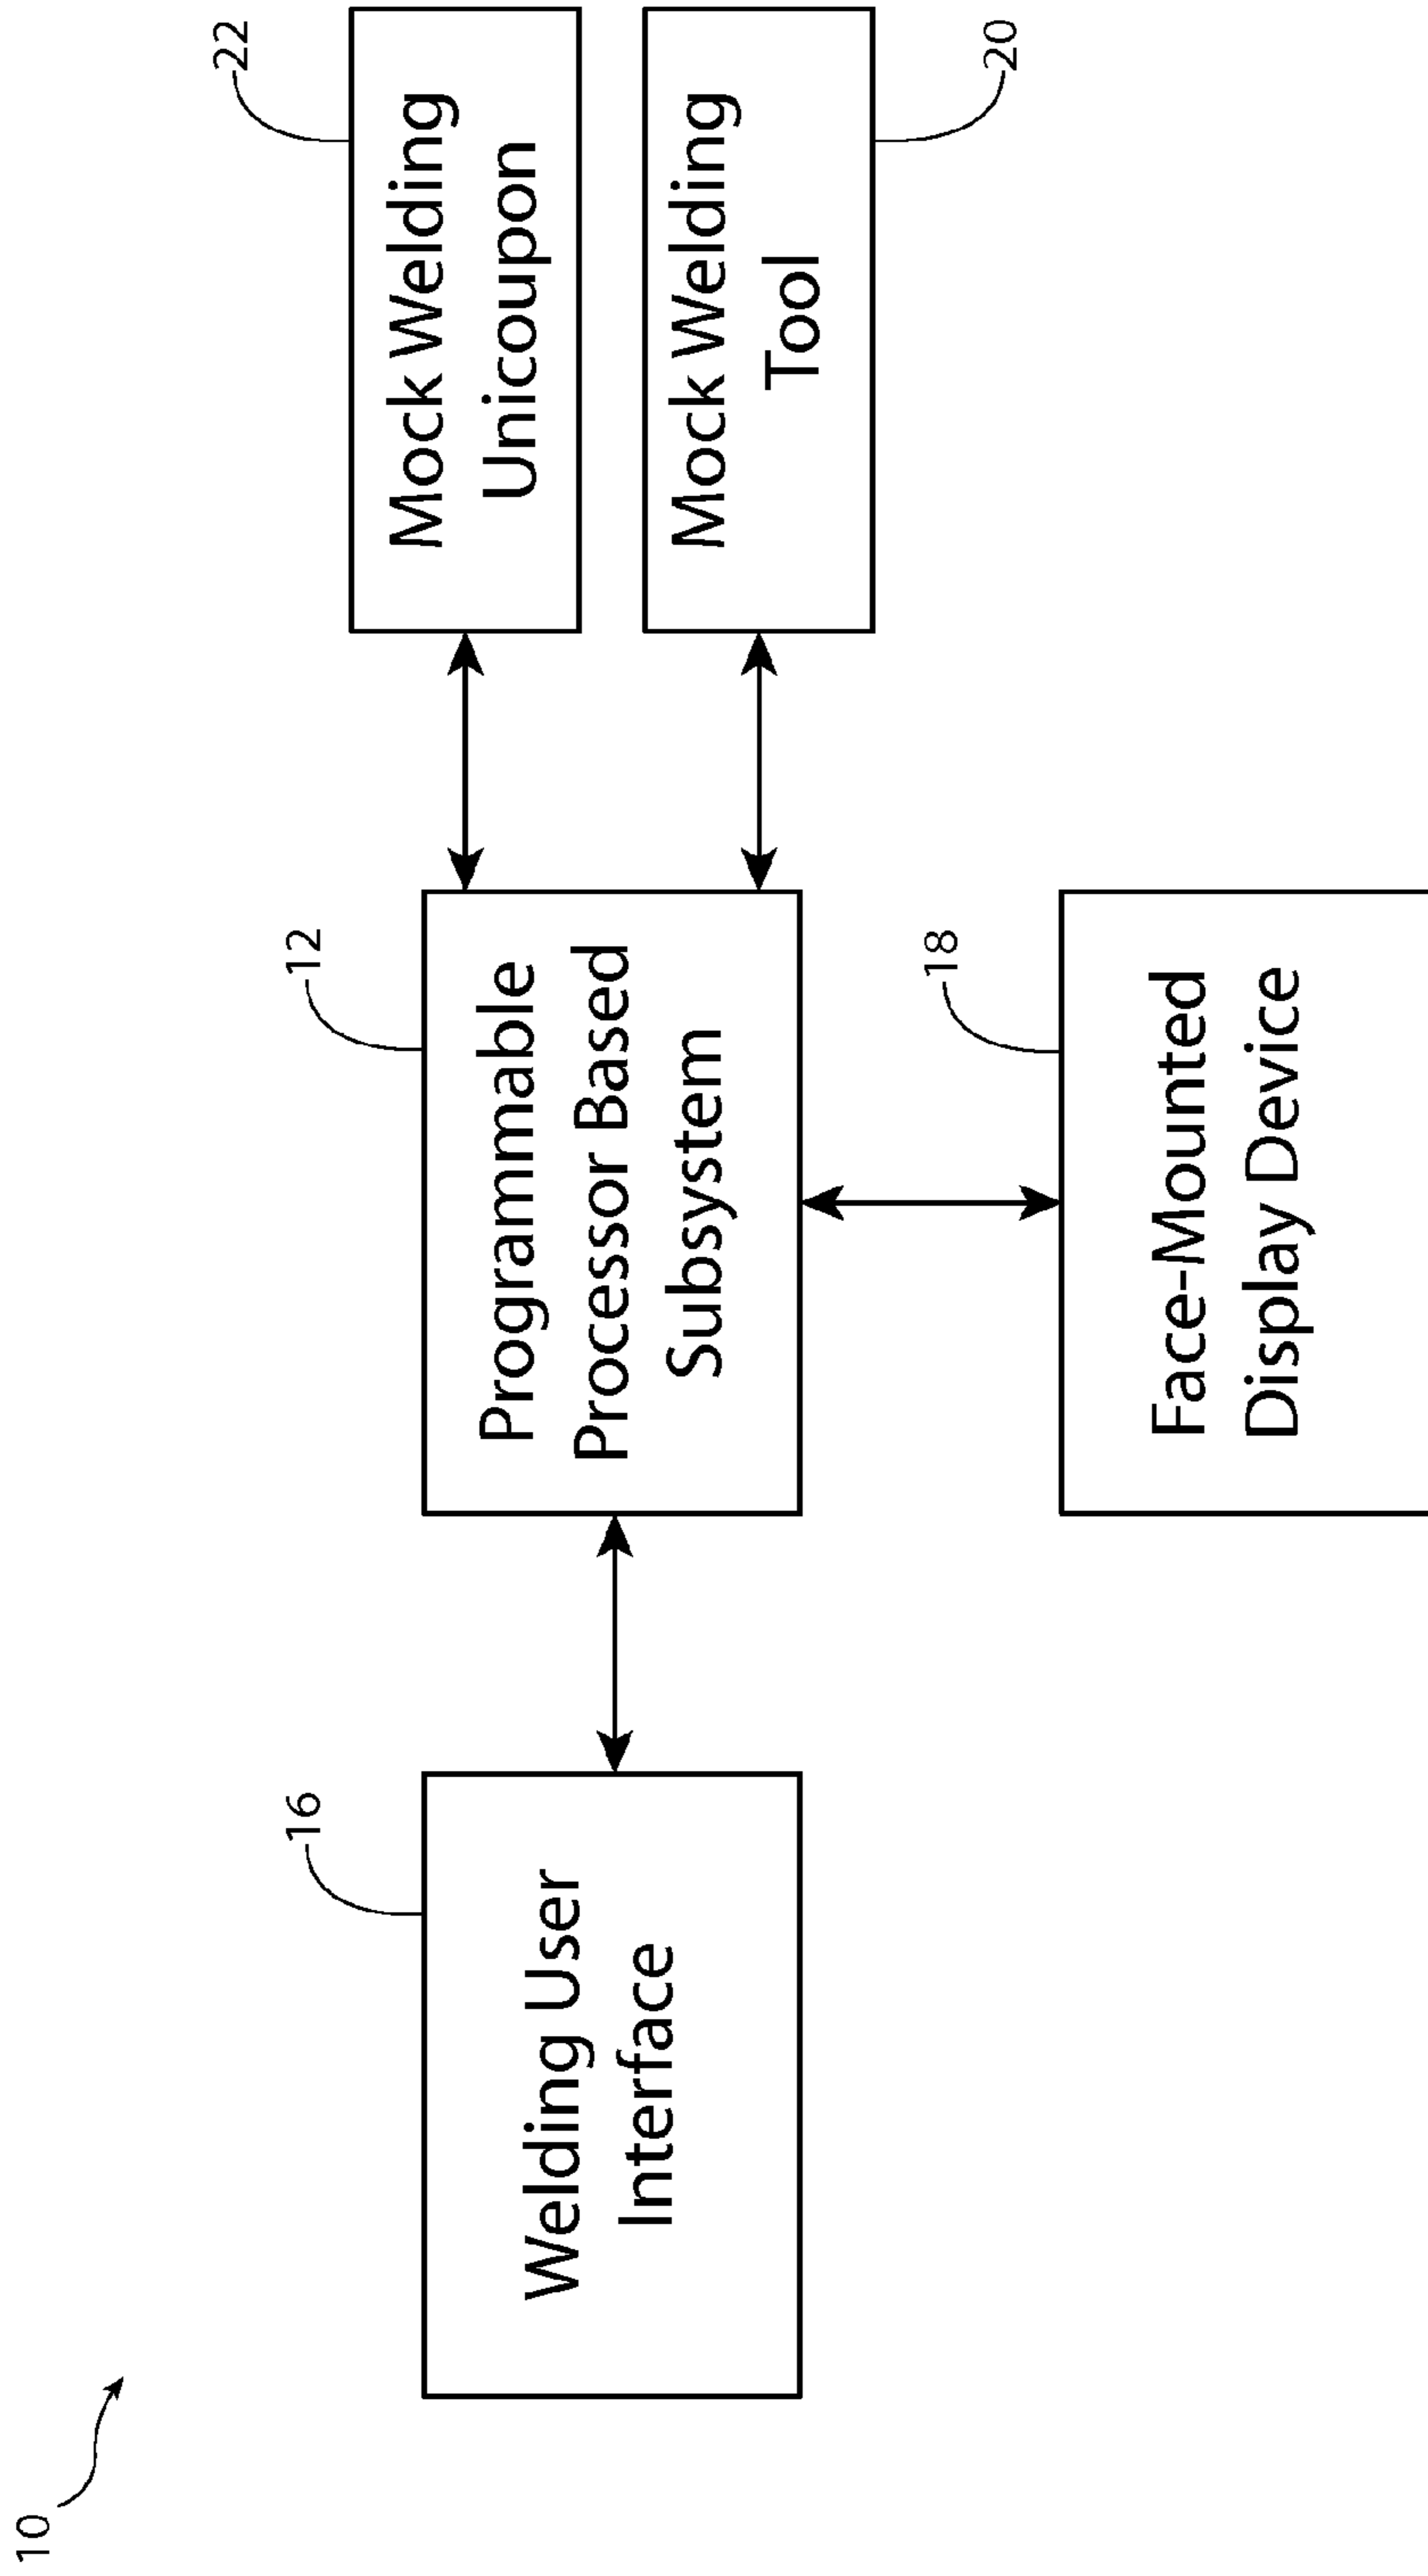 10
16
Welding User
Interface
12
Programmable
Processor Based
Subsystem
18
Face-Mounted
Display Device
22
Mock Welding
Unicoupon
Mock Welding
Tool
20